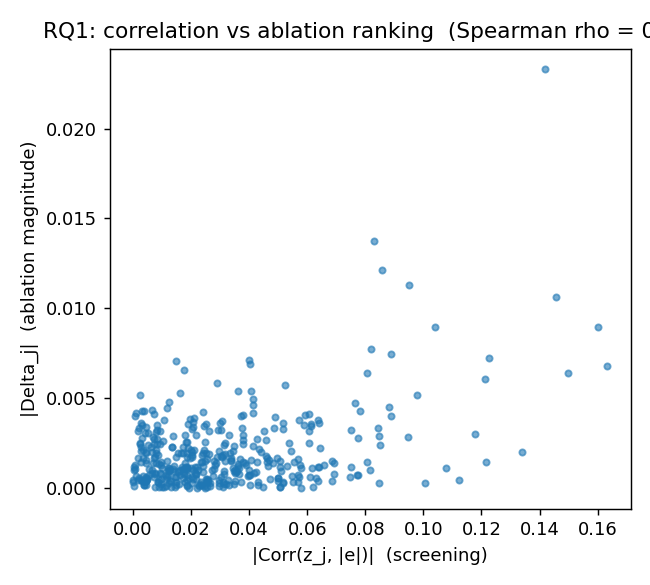 RQ1: correlation vs ablation ranking (Spearman rho = 0
|Delta_j| (ablation magnitude)
0.020
0.015
0.010
0.005
0.000
0.00 0.02 0.04 0.06 0.08 0.10 0.12 0.14 0.16
|Corr(z_j, |e|)| (screening)